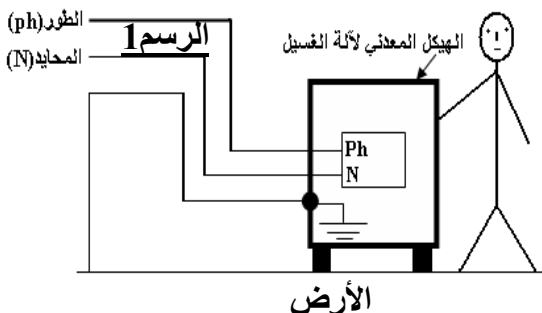 الطور(ph)
الرسم1
المحايد(N)
الهيكل المعدني لآلة الغسيل
Ph
N
الأرض